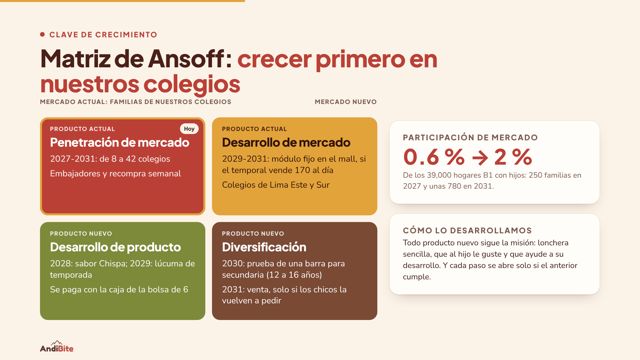 CLAVE DE CRECIMIENTO
Matriz de Ansoff: crecer primero en
nuestros colegios
MERCADO ACTUAL: FAMILIAS DE NUESTROS COLEGIOS
MERCADO NUEVO
PRODUCTO ACTUAL
Hoy
Penetración de mercado
2027-2031: de 8 a 42 colegios
Embajadores y recompra semanal
PRODUCTO ACTUAL
Desarrollo de mercado
2029-2031: módulo fijo en el mall, si
el temporal vende 170 al día
Colegios de Lima Este y Sur
PRODUCTO NUEVO
Desarrollo de producto
2028: sabor Chispa; 2029: lúcuma de
temporada
Se paga con la caja de la bolsa de 6
PRODUCTO NUEVO
Diversificación
2030: prueba de una barra para
secundaria (12 a 16 años)
2031: venta, solo si los chicos la
vuelven a pedir
PARTICIPACIÓN DE MERCADO
0.6 % → 2 %
De los 39,000 hogares B1 con hijos: 250 familias en
2027 y unas 780 en 2031.
CÓMO LO DESARROLLAMOS
Todo producto nuevo sigue la misión: lonchera
sencilla, que al hijo le guste y que ayude a su
desarrollo. Y cada paso se abre solo si el anterior
cumple.
AndiBite